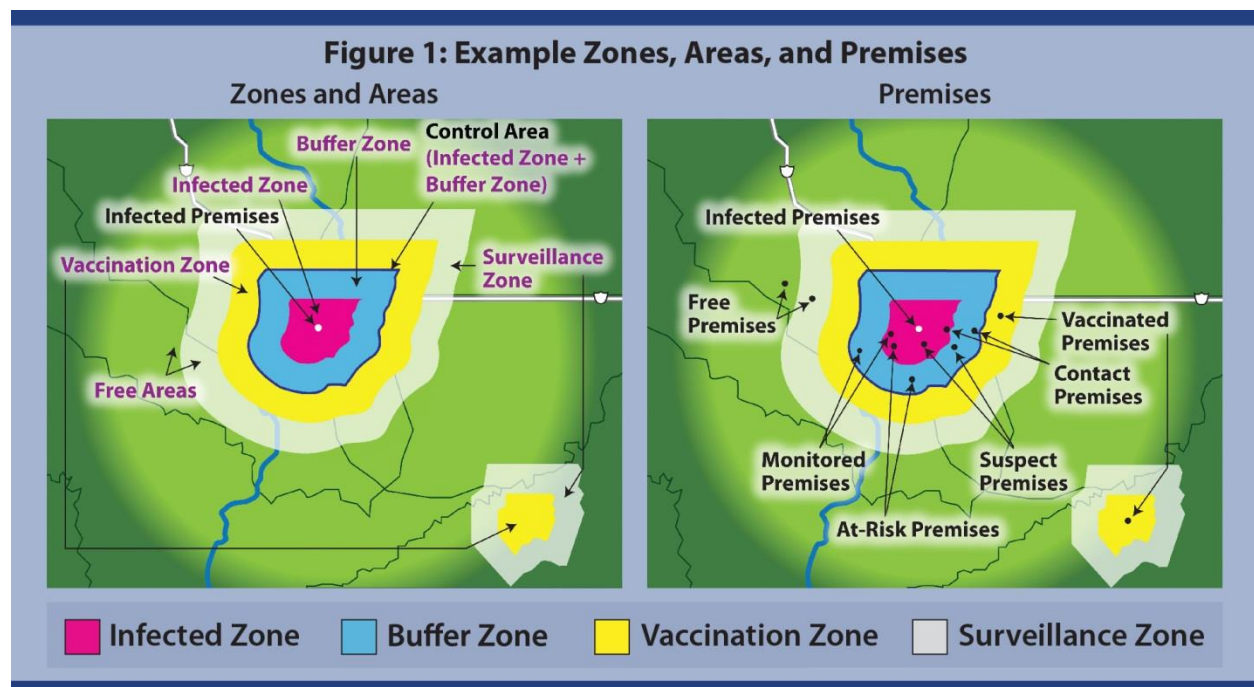 Figure 1: Example Zones, Areas, and Premises
Zones and Areas
Buffer Zone
Control Area
(Infected Zone +
Buffer Zone)
Infected Zone
Infected Premises
Vaccination Zone
Surveillance
Zone
Free Areas
Premises
Infected Premises
Free
Premises
Vaccinated
Premises
Contact
Premises
Monitored
Premises
Suspect
Premises
At-Risk Premises
Infected Zone
Buffer Zone
Vaccination Zone
Surveillance Zone